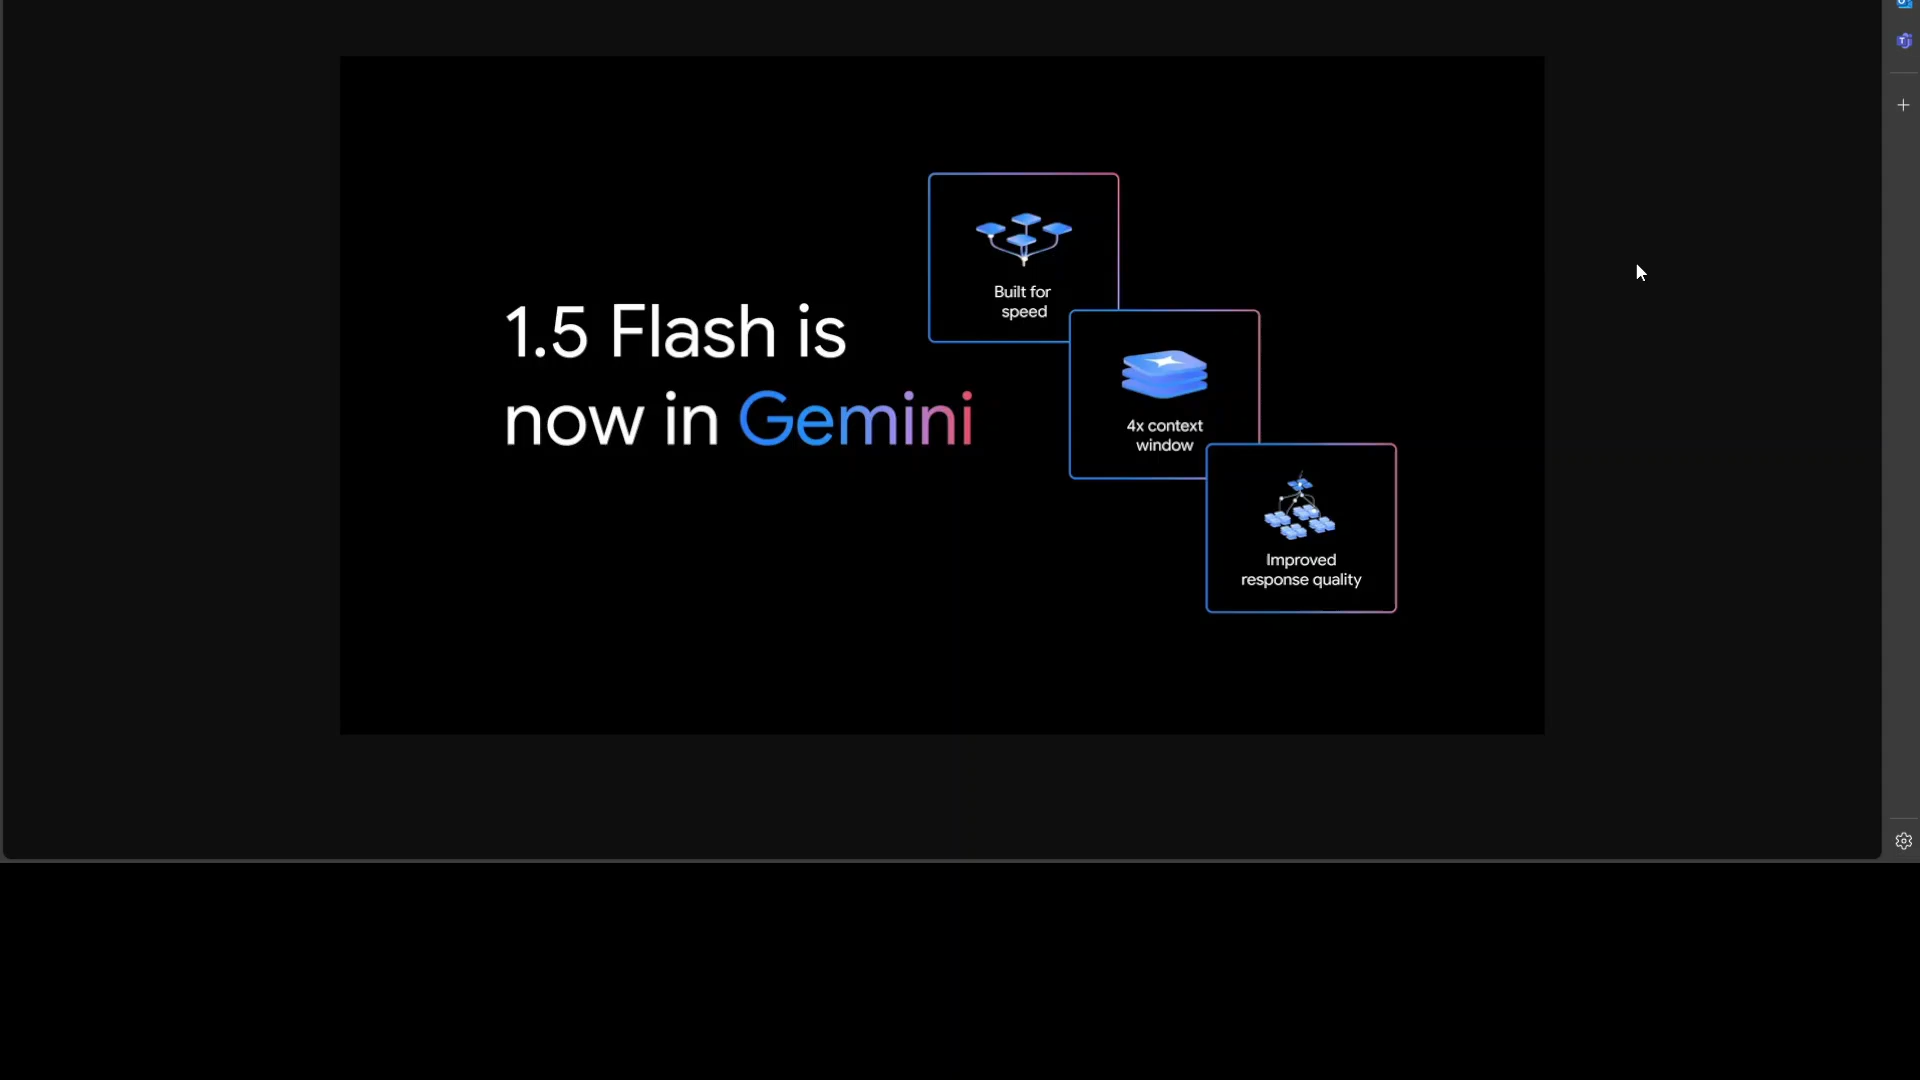 1.5 Flash is
now in Gemini
Built for
speed
4x context
window
Improved
response quality